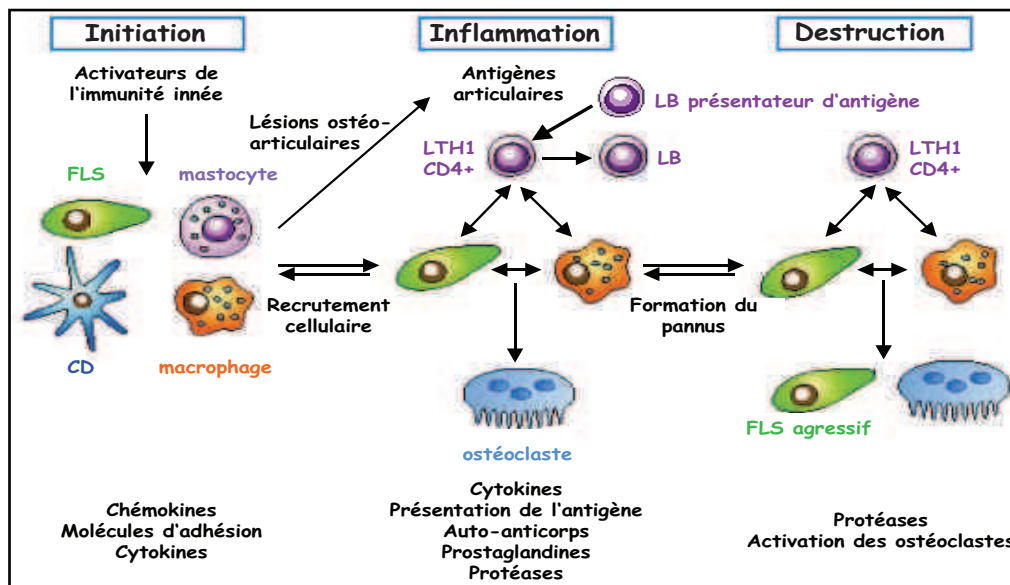 Initiation
Activateurs de
l'immunité innée
FLS
mastocyte
CD
macrophage
Chémokines
Molécules d'adhésion
Cytokines
Lésions ostéo-
articulaires
Recrutement
cellulaire
Inflammation
Antigènes
articulaires
LB présentateur d'antigène
LTH1
CD4+
LB
ostéoclaste
Cytokines
Présentation de l'antigène
Auto-anticorps
Prostaglandines
Protéases
Formation du
pannus
Destruction
LTH1
CD4+
FLS agressif
Protéases
Activation des ostéoclastes